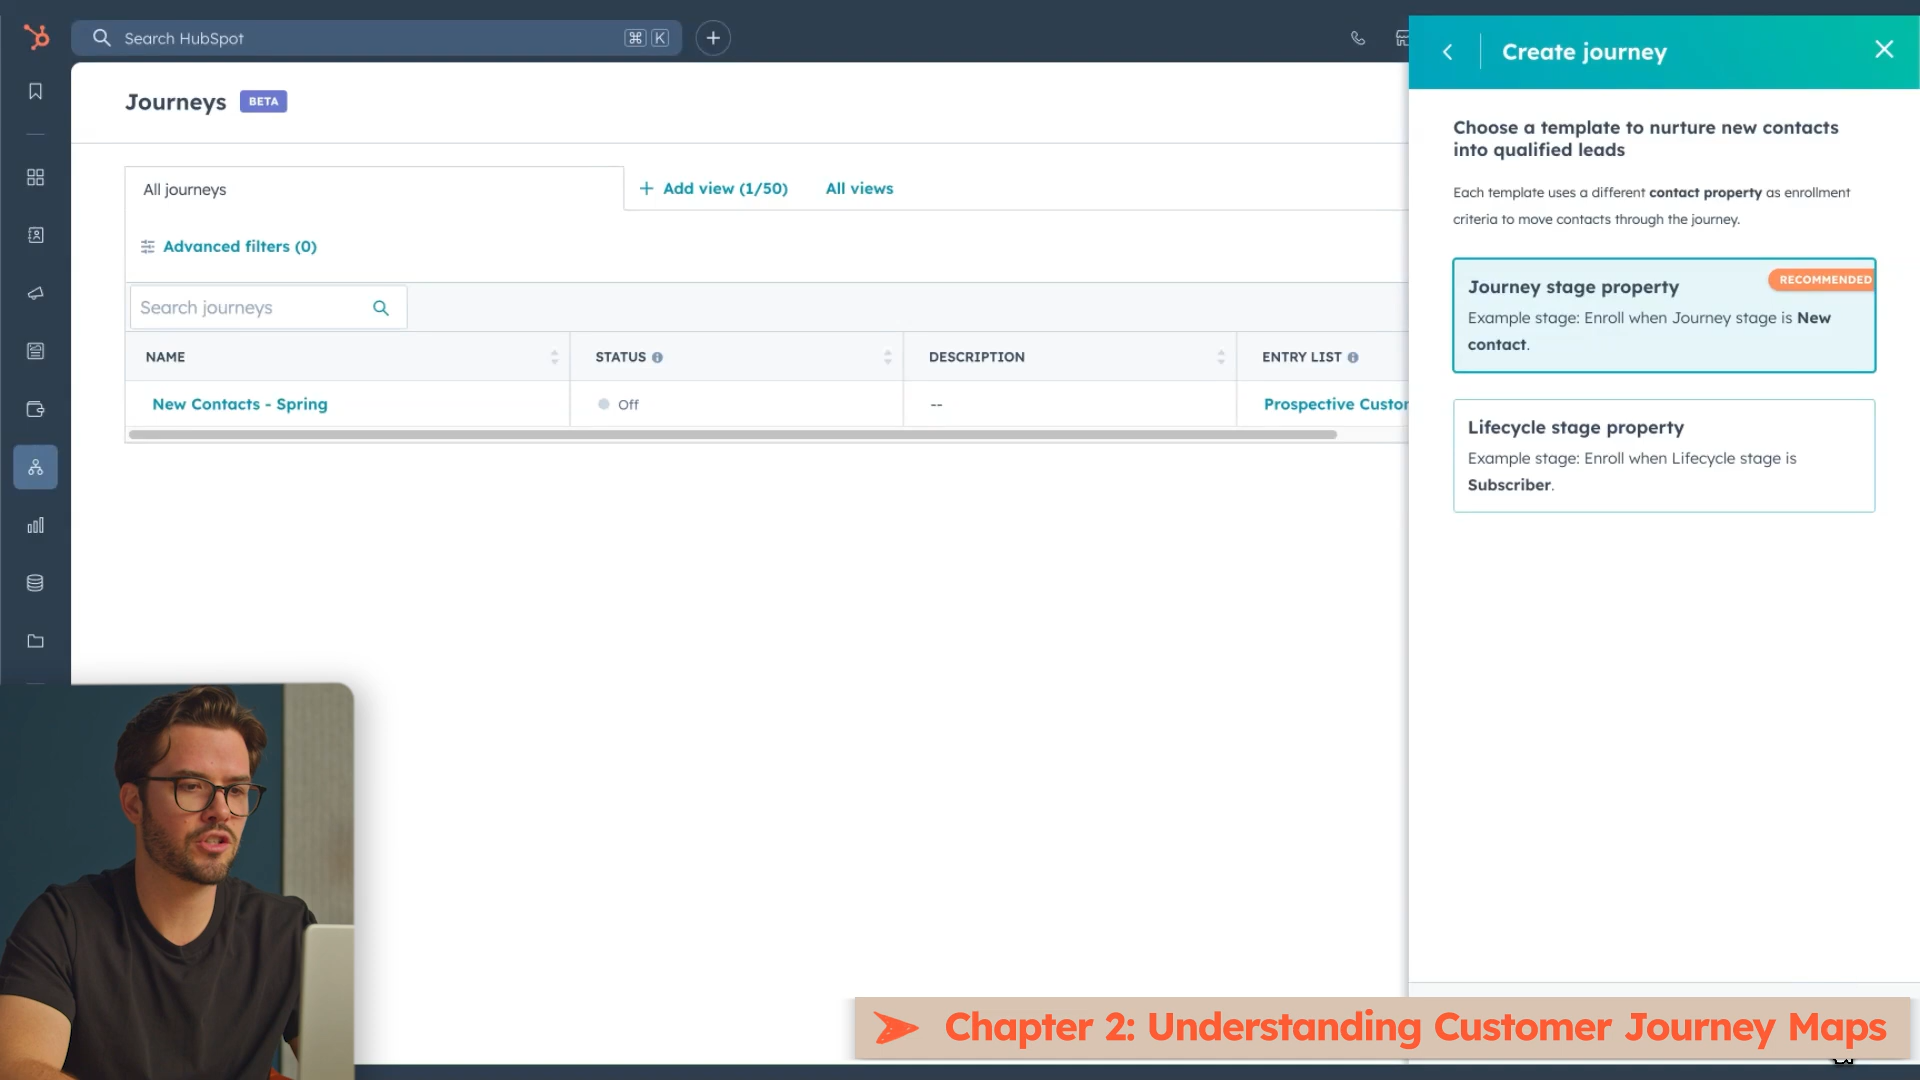 Search HubSpot
⌘ K
Create journey
Journeys
BETA
Choose a template to nurture new contacts
into qualified leads
Each template uses a different contact property as enrollment
criteria to move contacts through the journey.
All journeys
Add view (1/50)
All views
Advanced filters (0)
Search journeys
NAME
STATUS
DESCRIPTION
ENTRY LIST
New Contacts - Spring
Off
--
Prospective Custor
Journey stage property
RECOMMENDED
Example stage: Enroll when Journey stage is New
contact.
Lifecycle stage property
Example stage: Enroll when Lifecycle stage is
Subscriber.
Chapter 2: Understanding Customer Journey Maps